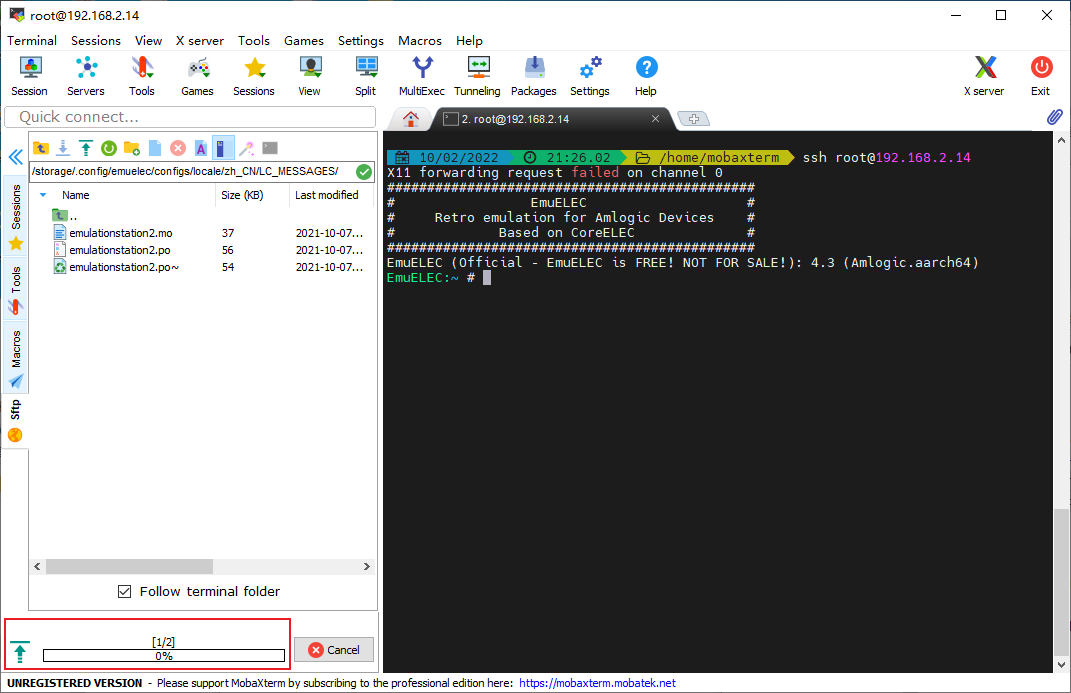 root@192.168.2.14
Terminal Sessions View X server Tools Games Settings Macros Help
Session Servers Tools Games Sessions View Split MultiExec Tunneling Packages Settings Help X server Exit
Quick connect...
2. root@192.168.2.14
/storage/.config/emuelec/configs/locale/zh_CN/LC_MESSAGES/
Name Size (KB) Last modified
..
emulationstation2.mo 37 2021-10-07...
emulationstation2.po 56 2021-10-07...
emulationstation2.po~ 54 2021-10-07...
Sessions
Tools
Macros
Sftp
Follow terminal folder
[1/2]
0%
Cancel
10/02/2022 21:26.02 /home/mobaxterm ssh root@192.168.2.14
X11 forwarding request failed on channel 0
##############################################
# EmuELEC #
# Retro emulation for Amlogic Devices #
# Based on CoreELEC #
##############################################
EmuELEC (Official - EmuELEC is FREE! NOT FOR SALE!): 4.3 (Amlogic.aarch64)
EmuELEC:~ #
UNREGISTERED VERSION - Please support MobaXterm by subscribing to the professional edition here: https://mobaxterm.mobatek.net